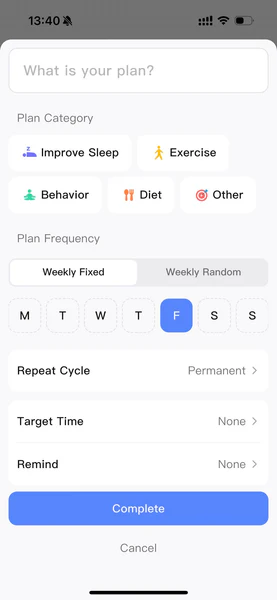 13:40
What is your plan?
Plan Category
Improve Sleep
Exercise
Behavior
Diet
Other
Plan Frequency
Weekly Fixed
Weekly Random
M T W T F S S
Repeat Cycle
Permanent
Target Time
None
Remind
None
Complete
Cancel